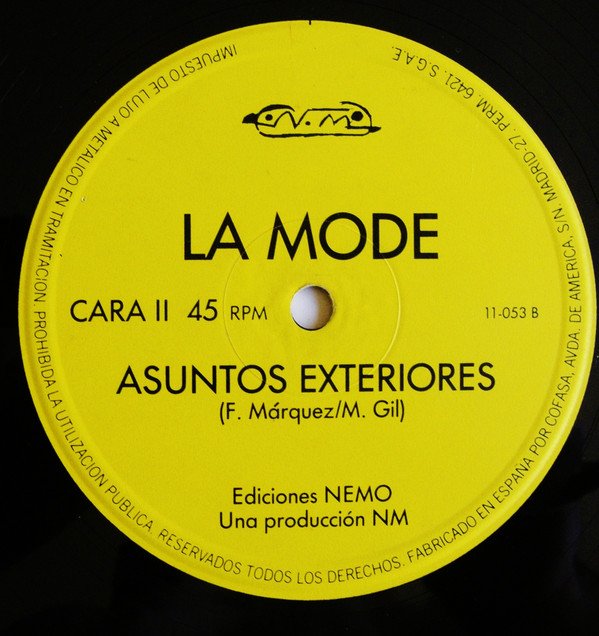 N.M.
LA MODE
CARA II 45 RPM
11-053 B
ASUNTOS EXTERIORES
(F. Márquez/M. Gil)
Ediciones NEMO
Una producción NM
IMPUESTO DE LUJO A METALICO EN TRAMITACION. PROHIBIDA LA UTILIZACION PUBLICA. RESERVADOS TODOS LOS DERECHOS. FABRICADO EN ESPAÑA POR COFASA, AVDA. DE AMERICA, S/N. MADRID-27. PERM. 6421. S.G.A.E.